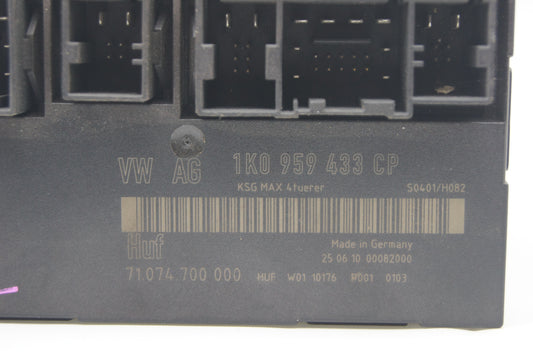 VW AG 1K0 959 433 CP
KSG MAX 4tuerer S0401/H082
Huf Made in Germany
25 06 10 00082000
71.074.700 000 HUF W01 10176 P001 0103